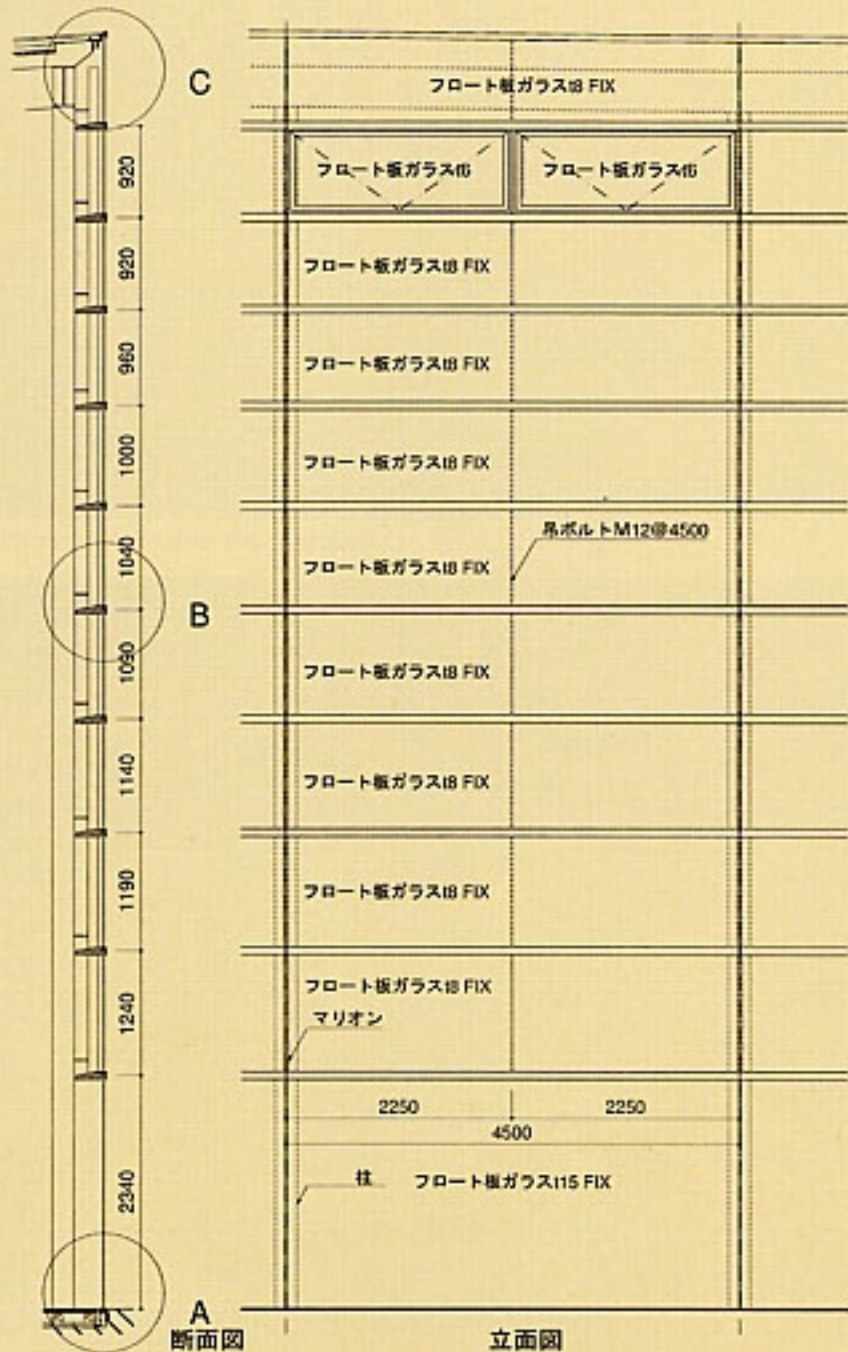 C
フロート板ガラスt8 FIX
920
フロート板ガラスt6
フロート板ガラスt6
920
フロート板ガラスt8 FIX
960
フロート板ガラスt8 FIX
1000
フロート板ガラスt8 FIX
1040
吊ボルトM12@4500
フロート板ガラスt8 FIX
B
1090
フロート板ガラスt8 FIX
1140
フロート板ガラスt8 FIX
1190
フロート板ガラスt8 FIX
1240
フロート板ガラスt8 FIX
マリオン
2250
2250
4500
2340
柱
フロート板ガラスt15 FIX
A
断面図
立面図